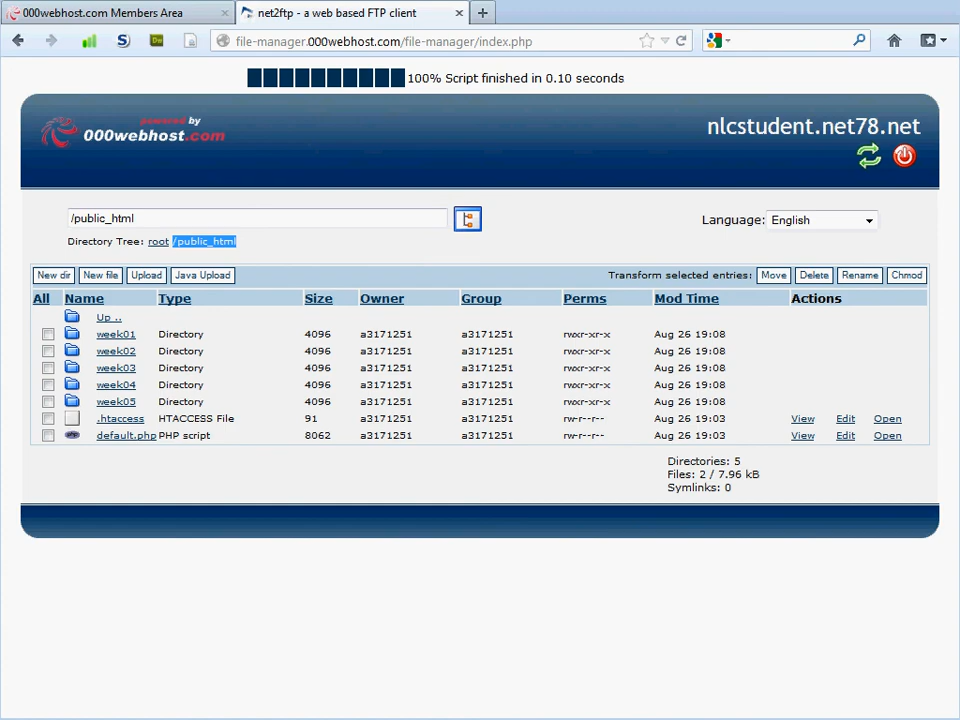 000webhost.com Members Area
net2ftp - a web based FTP client
file-manager.000webhost.com/file-manager/index.php
100% Script finished in 0.10 seconds
powered by
000webhost.com
nlcstudent.net78.net
/public_html
Language: English
Directory Tree: root /public_html
New dir New file Upload Java Upload Transform selected entries: Move Delete Rename Chmod
All Name Type Size Owner Group Perms Mod Time Actions
Up ..
week01 Directory 4096 a3171251 a3171251 rwxr-xr-x Aug 26 19:08
week02 Directory 4096 a3171251 a3171251 rwxr-xr-x Aug 26 19:08
week03 Directory 4096 a3171251 a3171251 rwxr-xr-x Aug 26 19:08
week04 Directory 4096 a3171251 a3171251 rwxr-xr-x Aug 26 19:08
week05 Directory 4096 a3171251 a3171251 rwxr-xr-x Aug 26 19:08
.htaccess HTACCESS File 91 a3171251 a3171251 rw-r--r-- Aug 26 19:03 View Edit Open
default.php PHP script 8062 a3171251 a3171251 rw-r--r-- Aug 26 19:03 View Edit Open
Directories: 5
Files: 2 / 7.96 kB
Symlinks: 0